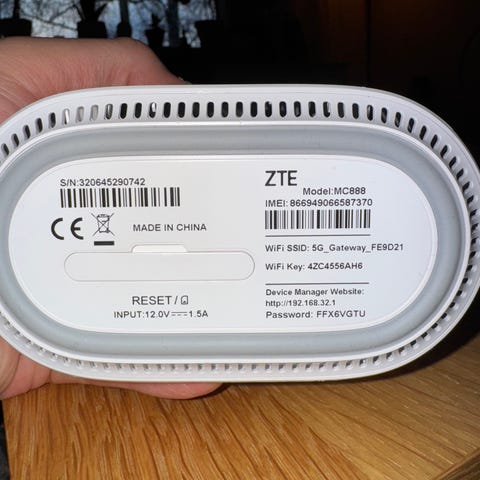 S/N:320645290742
MADE IN CHINA
RESET/
INPUT:12.0V⎓1.5A
ZTE
Model:MC888
IMEI: 866949066587370
WiFi SSID: 5G_Gateway_FE9D21
WiFi Key: 4ZC4556AH6
Device Manager Website:
http://192.168.32.1
Password: FFX6VGTU